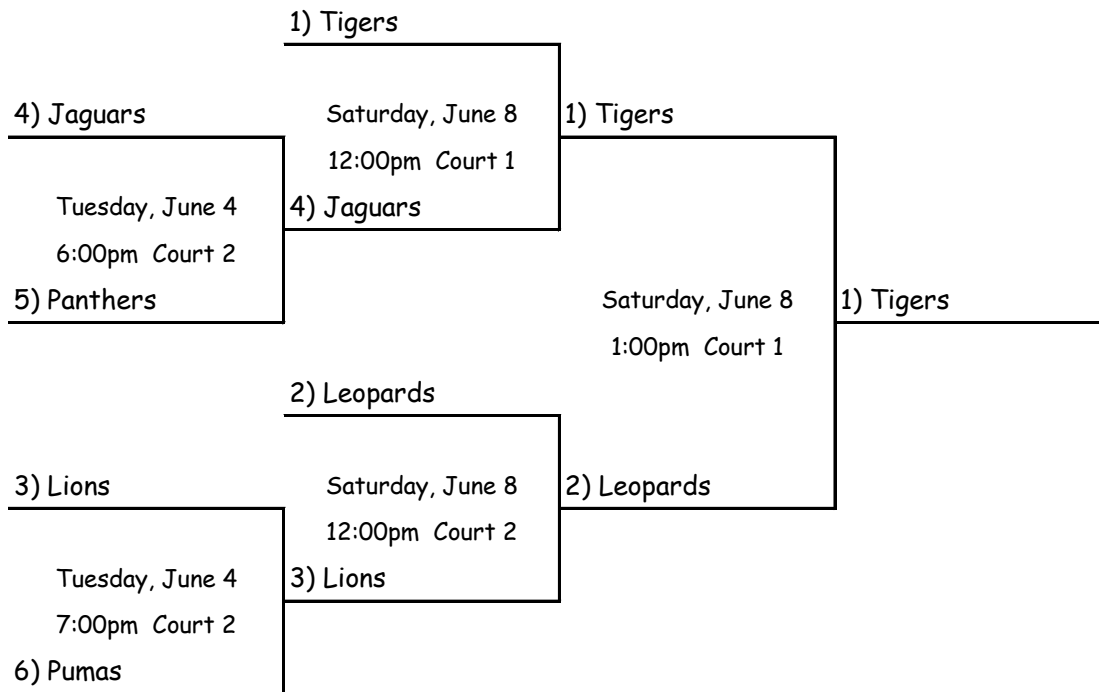 1) Tigers
4) Jaguars
Saturday, June 8
12:00pm Court 1
1) Tigers
Tuesday, June 4
6:00pm Court 2
4) Jaguars
5) Panthers
Saturday, June 8
1:00pm Court 1
1) Tigers
2) Leopards
3) Lions
Saturday, June 8
12:00pm Court 2
2) Leopards
Tuesday, June 4
7:00pm Court 2
3) Lions
6) Pumas